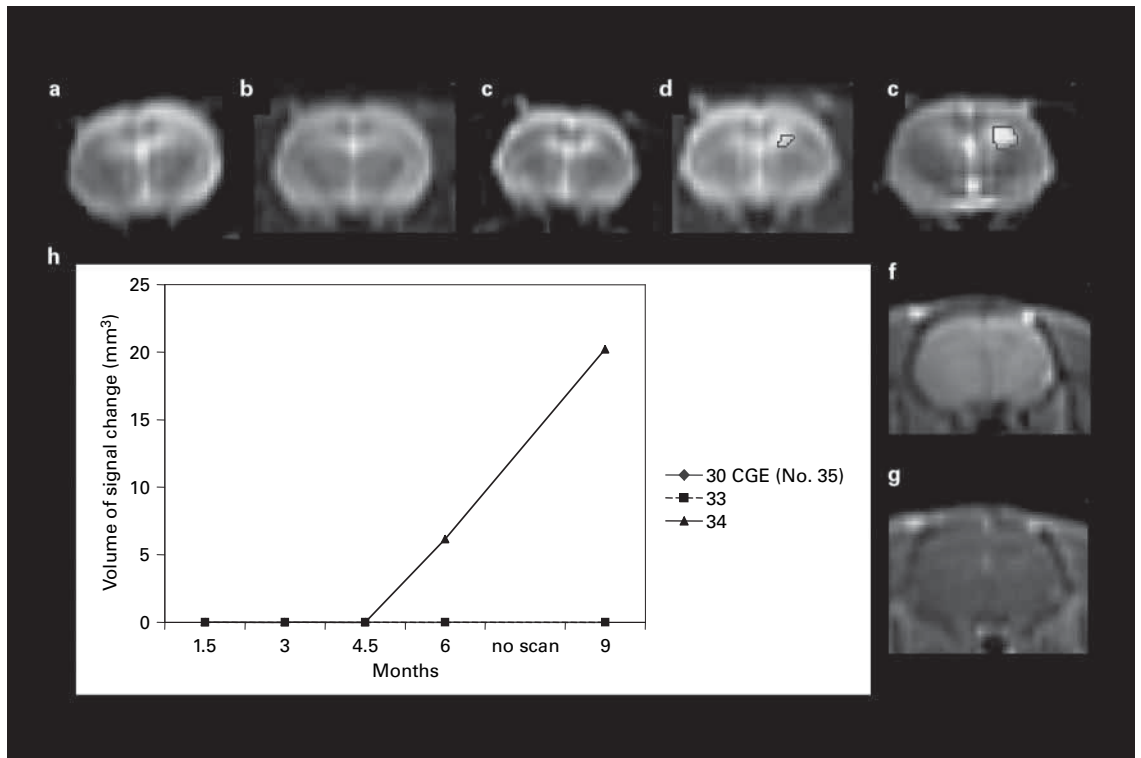 a
b
c
d
c
h
f
g
25
20
15
10
5
0
Volume of signal change (mm³)
1.5 3 4.5 6 no scan 9
Months
30 CGE (No. 35)
33
34